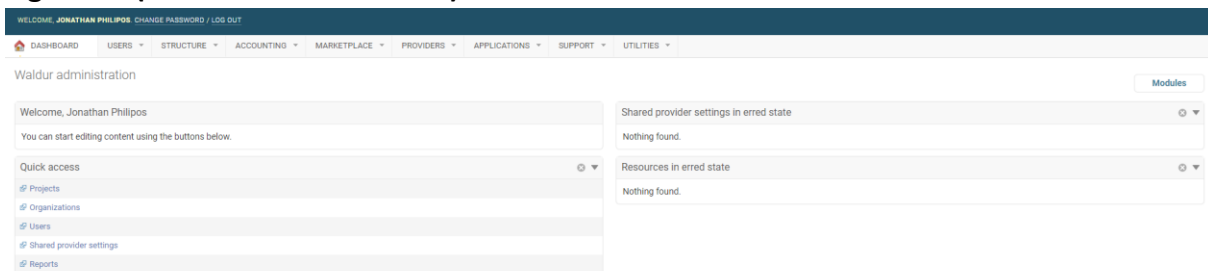 WELCOME, JONATHAN PHILIPOS. CHANGE PASSWORD / LOG OUT
DASHBOARD USERS STRUCTURE ACCOUNTING MARKETPLACE PROVIDERS APPLICATIONS SUPPORT UTILITIES
Waldur administration
Modules
Welcome, Jonathan Philipos
You can start editing content using the buttons below.
Quick access
Projects
Organizations
Users
Shared provider settings
Reports
Shared provider settings in erred state
Nothing found.
Resources in erred state
Nothing found.